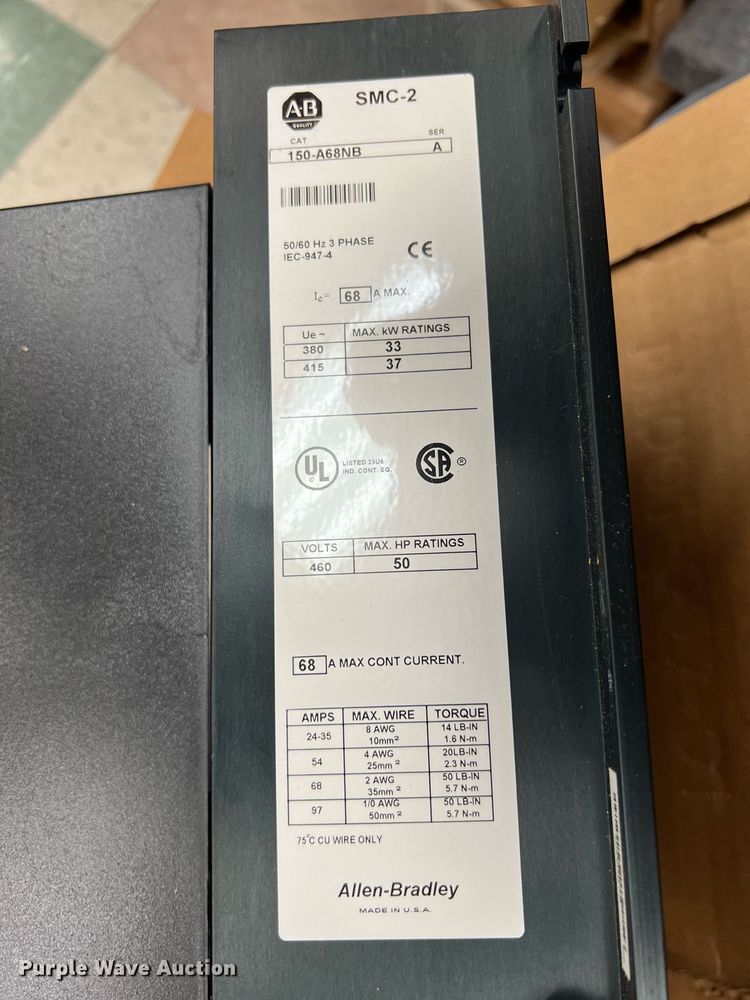 A-B
QUALITY
SMC-2
CAT SER
150-A68NB A
50/60 Hz 3 PHASE
IEC-947-4
CE
Ie= 68 A MAX.
Ue ~ MAX. kW RATINGS
380 33
415 37
UL
LISTED 25U8
IND. CONT. EQ.
SA ®
VOLTS MAX. HP RATINGS
460 50
68 A MAX CONT CURRENT.
AMPS MAX. WIRE TORQUE
24-35 8 AWG 14 LB-IN
10mm² 1.6 N-m
54 4 AWG 20LB-IN
25mm² 2.3 N-m
68 2 AWG 50 LB-IN
35mm² 5.7 N-m
97 1/0 AWG 50 LB-IN
50mm² 5.7 N-m
75°C CU WIRE ONLY
Allen-Bradley
MADE IN U.S.A.
Purple Wave Auction